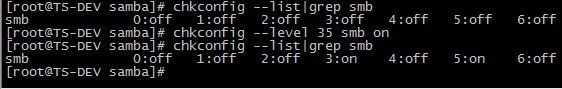 [root@TS-DEV samba]# chkconfig --list|grep smb
smb 0:off 1:off 2:off 3:off 4:off 5:off 6:off
[root@TS-DEV samba]# chkconfig --level 35 smb on
[root@TS-DEV samba]# chkconfig --list|grep smb
smb 0:off 1:off 2:off 3:on 4:off 5:on 6:off
[root@TS-DEV samba]#